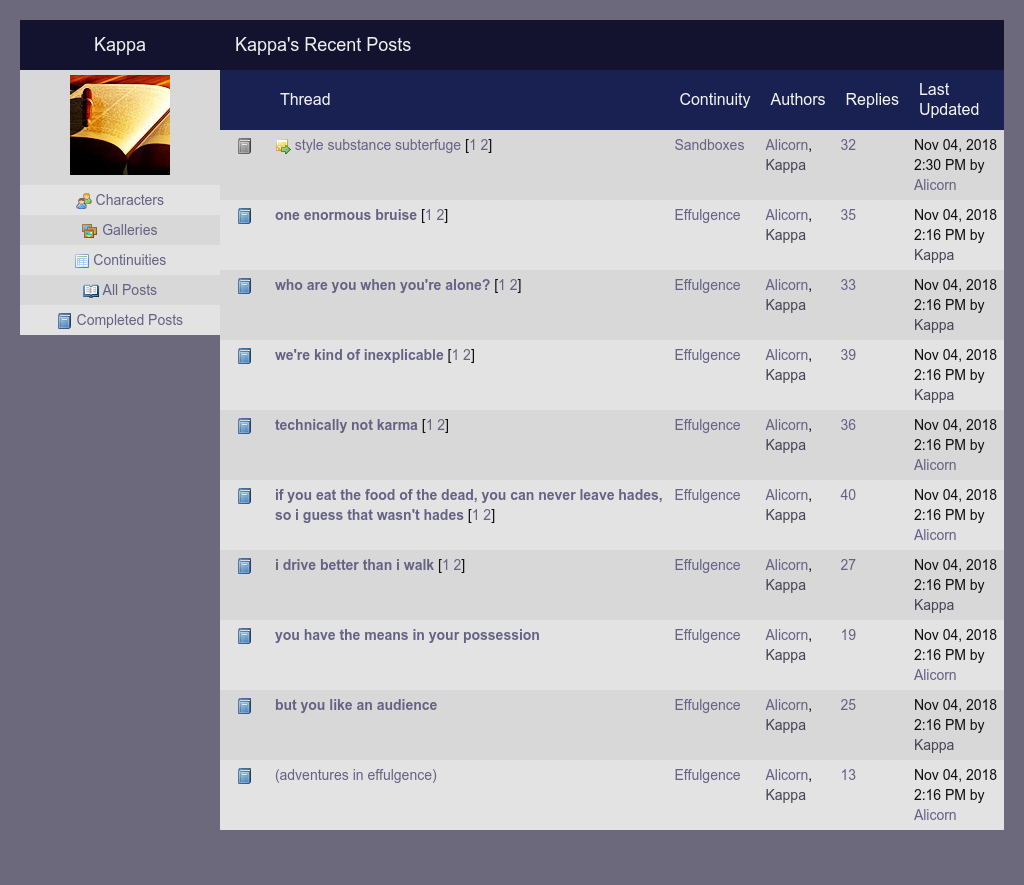 Kappa
Characters
Galleries
Continuities
All Posts
Completed Posts
Kappa's Recent Posts
Thread Continuity Authors Replies Last Updated
style substance subterfuge [1 2] Sandboxes Alicorn, Kappa 32 Nov 04, 2018 2:30 PM by Alicorn
one enormous bruise [1 2] Effulgence Alicorn, Kappa 35 Nov 04, 2018 2:16 PM by Kappa
who are you when you're alone? [1 2] Effulgence Alicorn, Kappa 33 Nov 04, 2018 2:16 PM by Kappa
we're kind of inexplicable [1 2] Effulgence Alicorn, Kappa 39 Nov 04, 2018 2:16 PM by Kappa
technically not karma [1 2] Effulgence Alicorn, Kappa 36 Nov 04, 2018 2:16 PM by Alicorn
if you eat the food of the dead, you can never leave hades, so i guess that wasn't hades [1 2] Effulgence Alicorn, Kappa 40 Nov 04, 2018 2:16 PM by Alicorn
i drive better than i walk [1 2] Effulgence Alicorn, Kappa 27 Nov 04, 2018 2:16 PM by Kappa
you have the means in your possession Effulgence Alicorn, Kappa 19 Nov 04, 2018 2:16 PM by Alicorn
but you like an audience Effulgence Alicorn, Kappa 25 Nov 04, 2018 2:16 PM by Kappa
(adventures in effulgence) Effulgence Alicorn, Kappa 13 Nov 04, 2018 2:16 PM by Alicorn